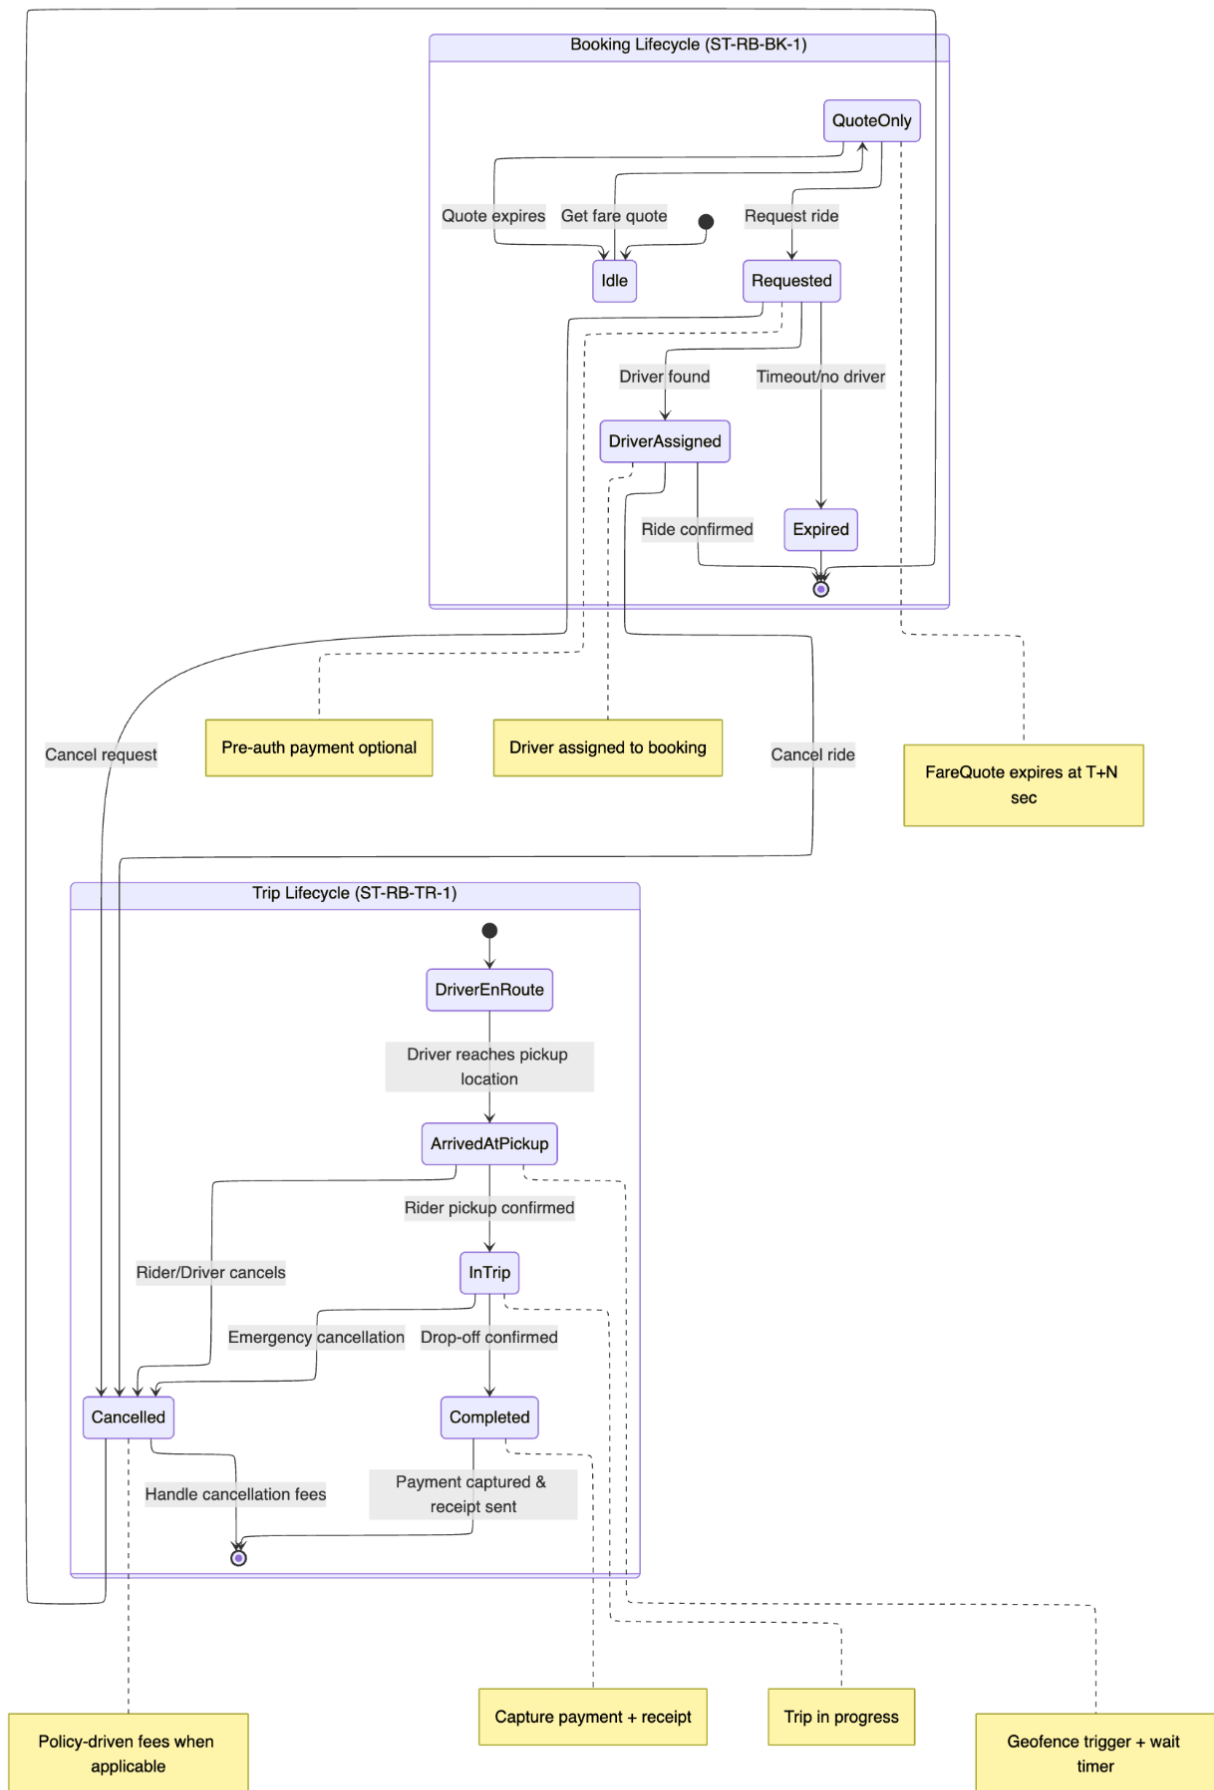 Booking Lifecycle (ST-RB-BK-1)
QuoteOnly
Quote expires
Get fare quote
Request ride
Idle
Requested
Driver found
Timeout/no driver
DriverAssigned
Ride confirmed
Expired
Pre-auth payment optional
Driver assigned to booking
Cancel request
Cancel ride
FareQuote expires at T+N
sec
Trip Lifecycle (ST-RB-TR-1)
DriverEnRoute
Driver reaches pickup
location
ArrivedAtPickup
Rider pickup confirmed
Rider/Driver cancels
InTrip
Emergency cancellation
Drop-off confirmed
Cancelled
Completed
Handle cancellation fees
Payment captured &
receipt sent
Capture payment + receipt
Trip in progress
Policy-driven fees when
applicable
Geofence trigger + wait
timer